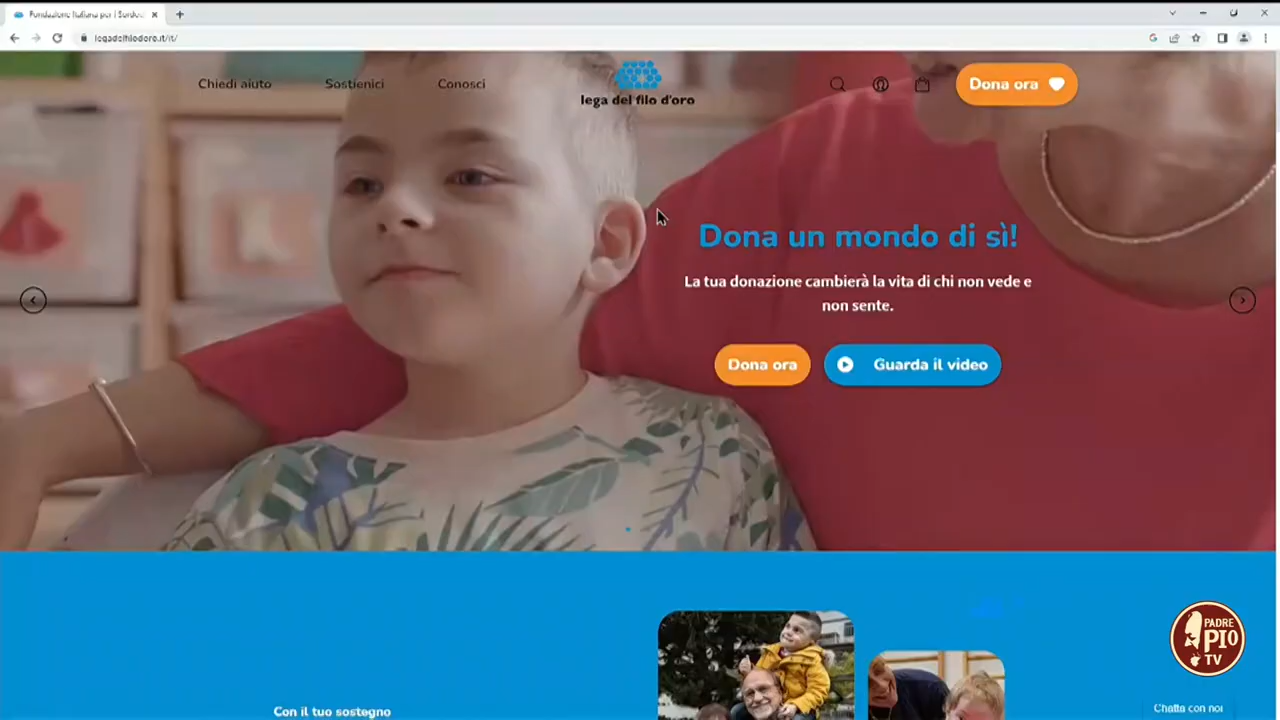 Fondazione Italiana per i Sordoc
legadelfilodoro.it/it/
Chiedi aiuto
Sostienici
Conosci
lega del filo d'oro
Dona ora
Dona un mondo di sì!
La tua donazione cambierà la vita di chi non vede e
non sente.
Dona ora
Guarda il video
Con il tuo sostegno
PADRE
PIO
TV
Chatta con noi